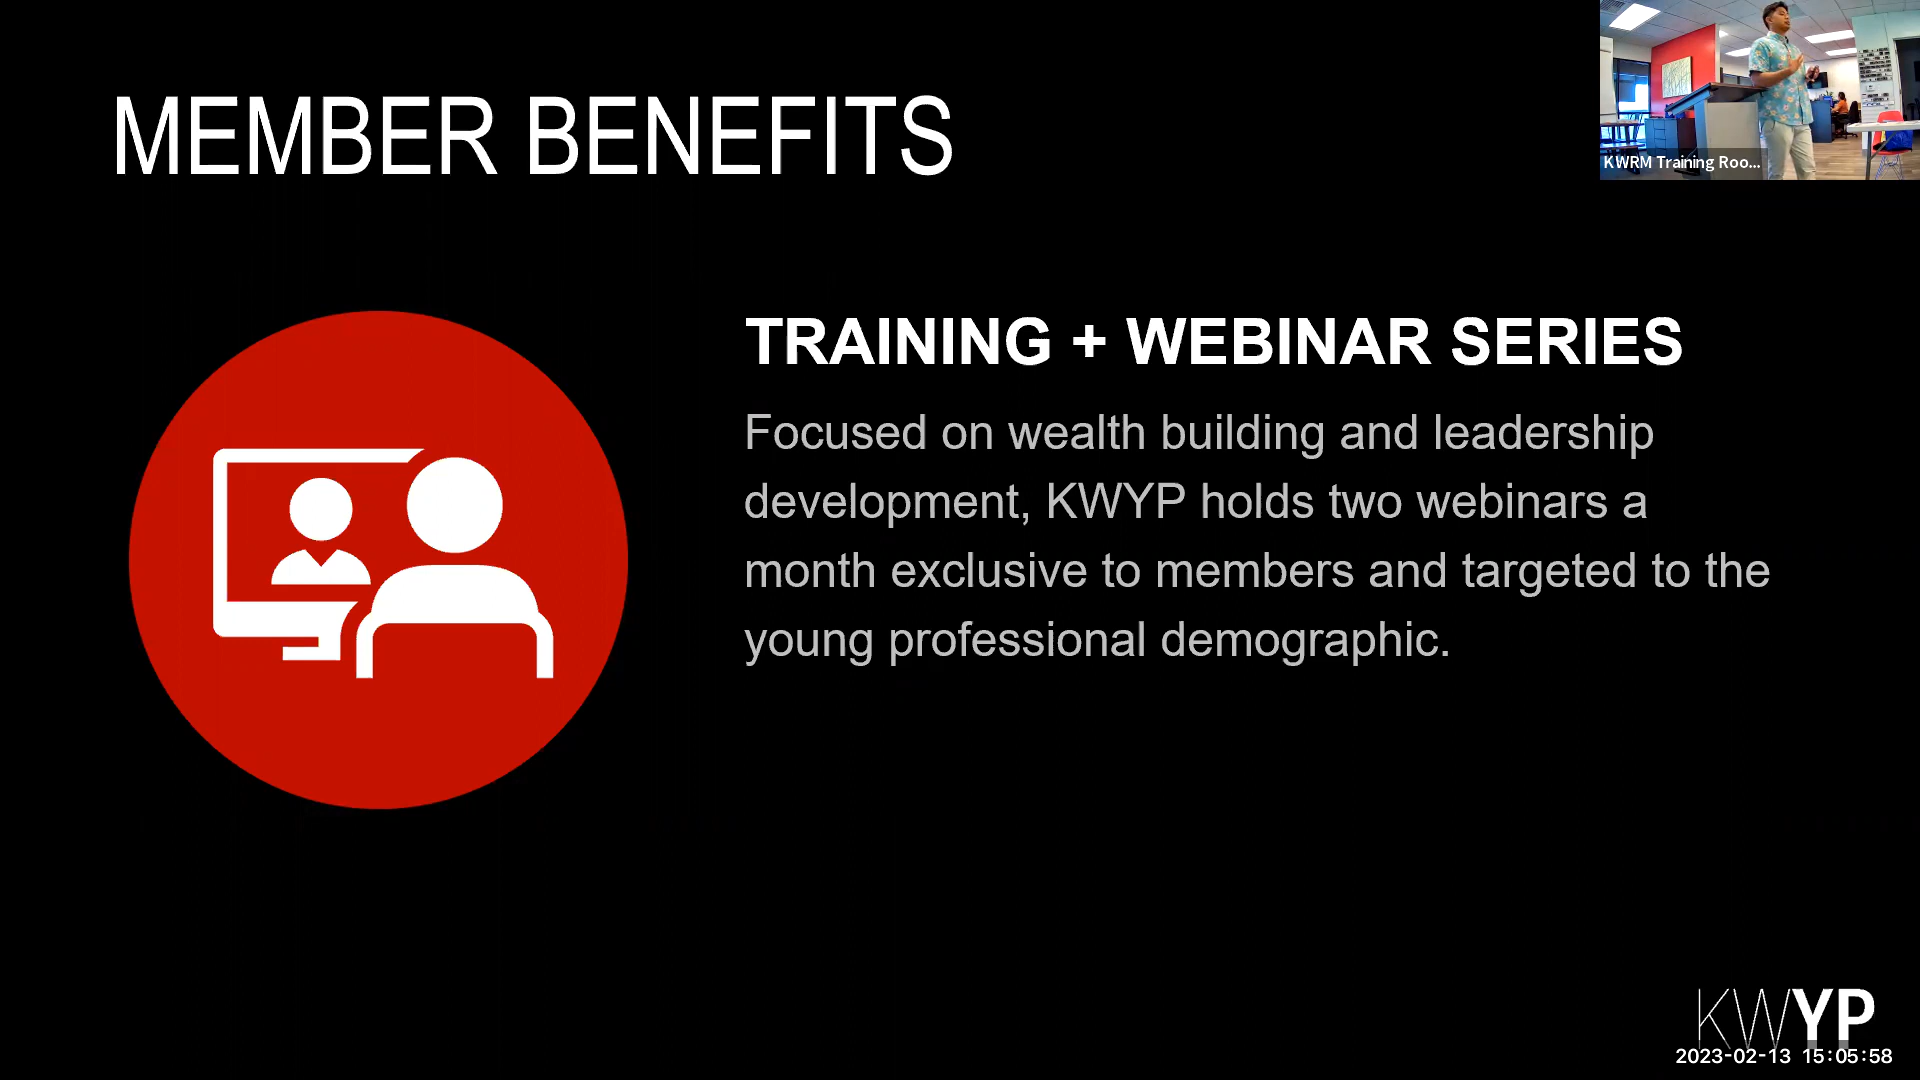 MEMBER BENEFITS
KWRM Training Roo...
TRAINING + WEBINAR SERIES
Focused on wealth building and leadership
development, KWYP holds two webinars a
month exclusive to members and targeted to the
young professional demographic.
KWYP
2023-02-13 15:05:58